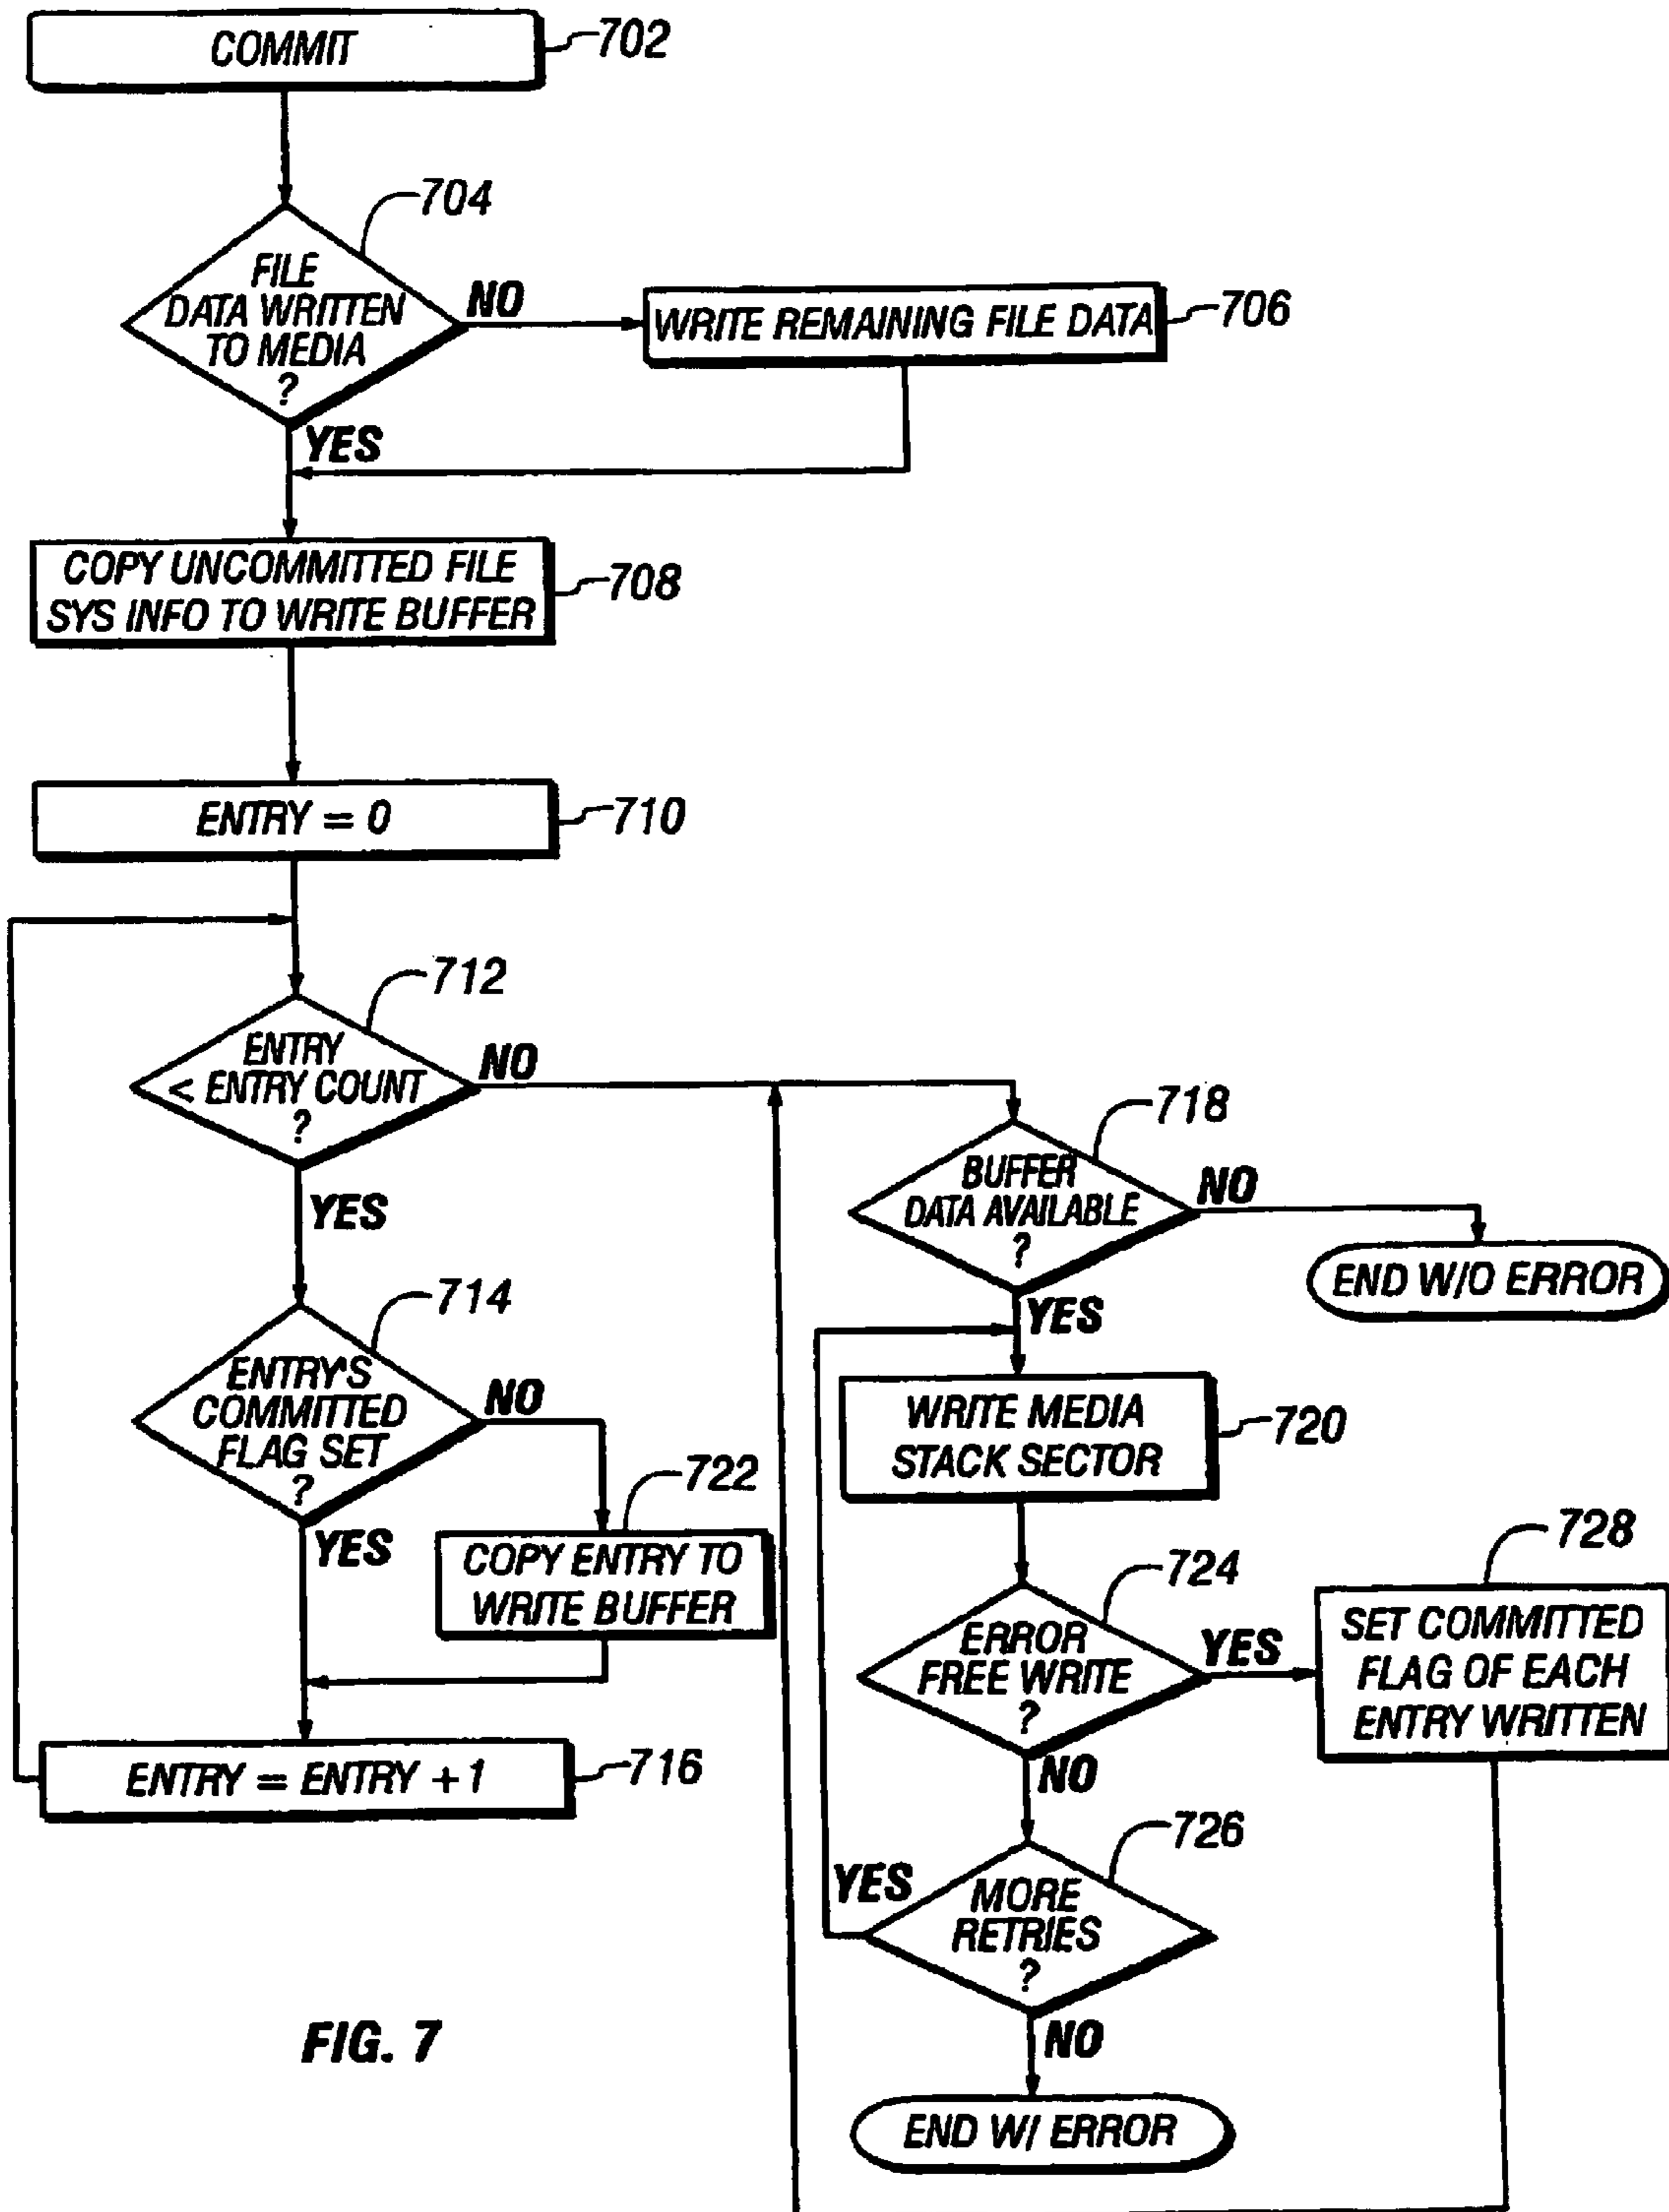 COMMIT
702
704
FILE
DATA WRITTEN
TO MEDIA
?
NO
WRITE REMAINING FILE DATA
706
YES
COPY UNCOMMITTED FILE
SYS INFO TO WRITE BUFFER
708
ENTRY = 0
710
712
ENTRY
< ENTRY COUNT
?
NO
YES
714
ENTRY'S
COMMITTED
FLAG SET
?
NO
722
COPY ENTRY TO
WRITE BUFFER
YES
ENTRY = ENTRY +1
716
718
BUFFER
DATA AVAILABLE
?
NO
END W/O ERROR
YES
WRITE MEDIA
STACK SECTOR
720
724
ERROR
FREE WRITE
?
YES
728
SET COMMITTED
FLAG OF EACH
ENTRY WRITTEN
NO
726
MORE
RETRIES
?
YES
NO
END W/ ERROR
FIG. 7